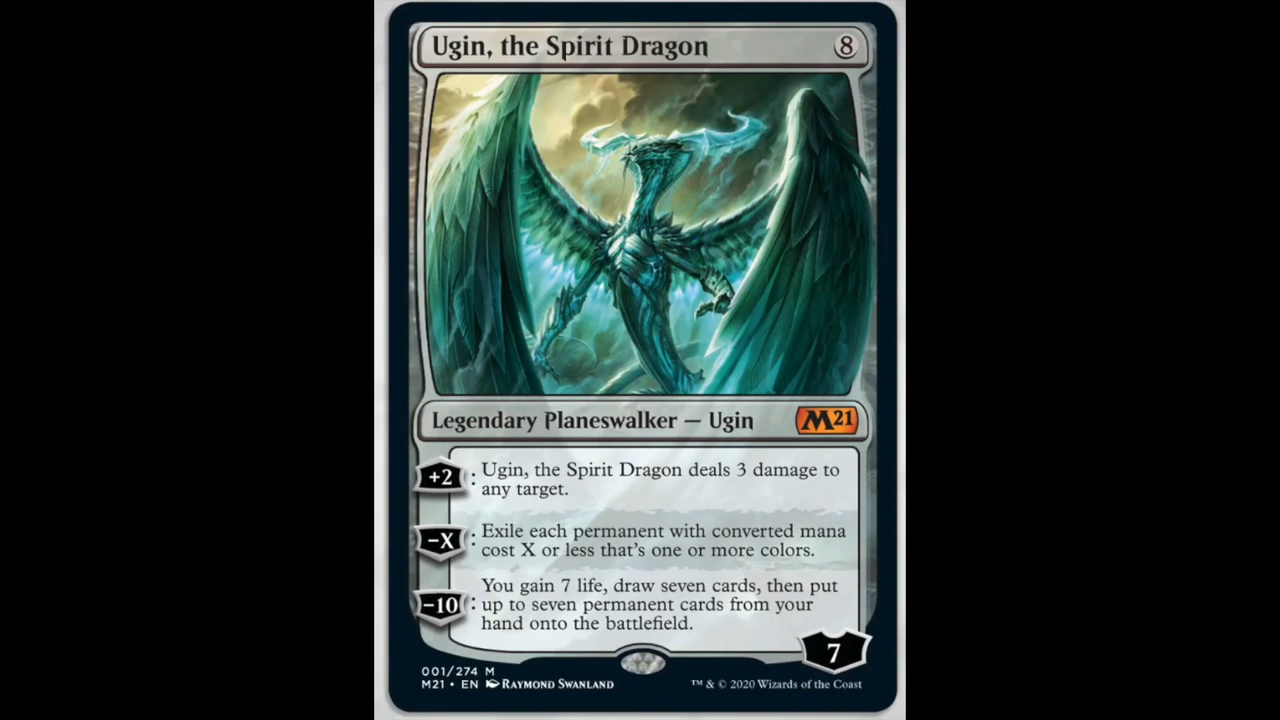 Ugin, the Spirit Dragon 8
Legendary Planeswalker — Ugin M21
+2 : Ugin, the Spirit Dragon deals 3 damage to
any target.
−X : Exile each permanent with converted mana
cost X or less that's one or more colors.
You gain 7 life, draw seven cards, then put
−10 : up to seven permanent cards from your
hand onto the battlefield.
7
001/274 M
M21 • EN RAYMOND SWANLAND ™ & © 2020 Wizards of the Coast